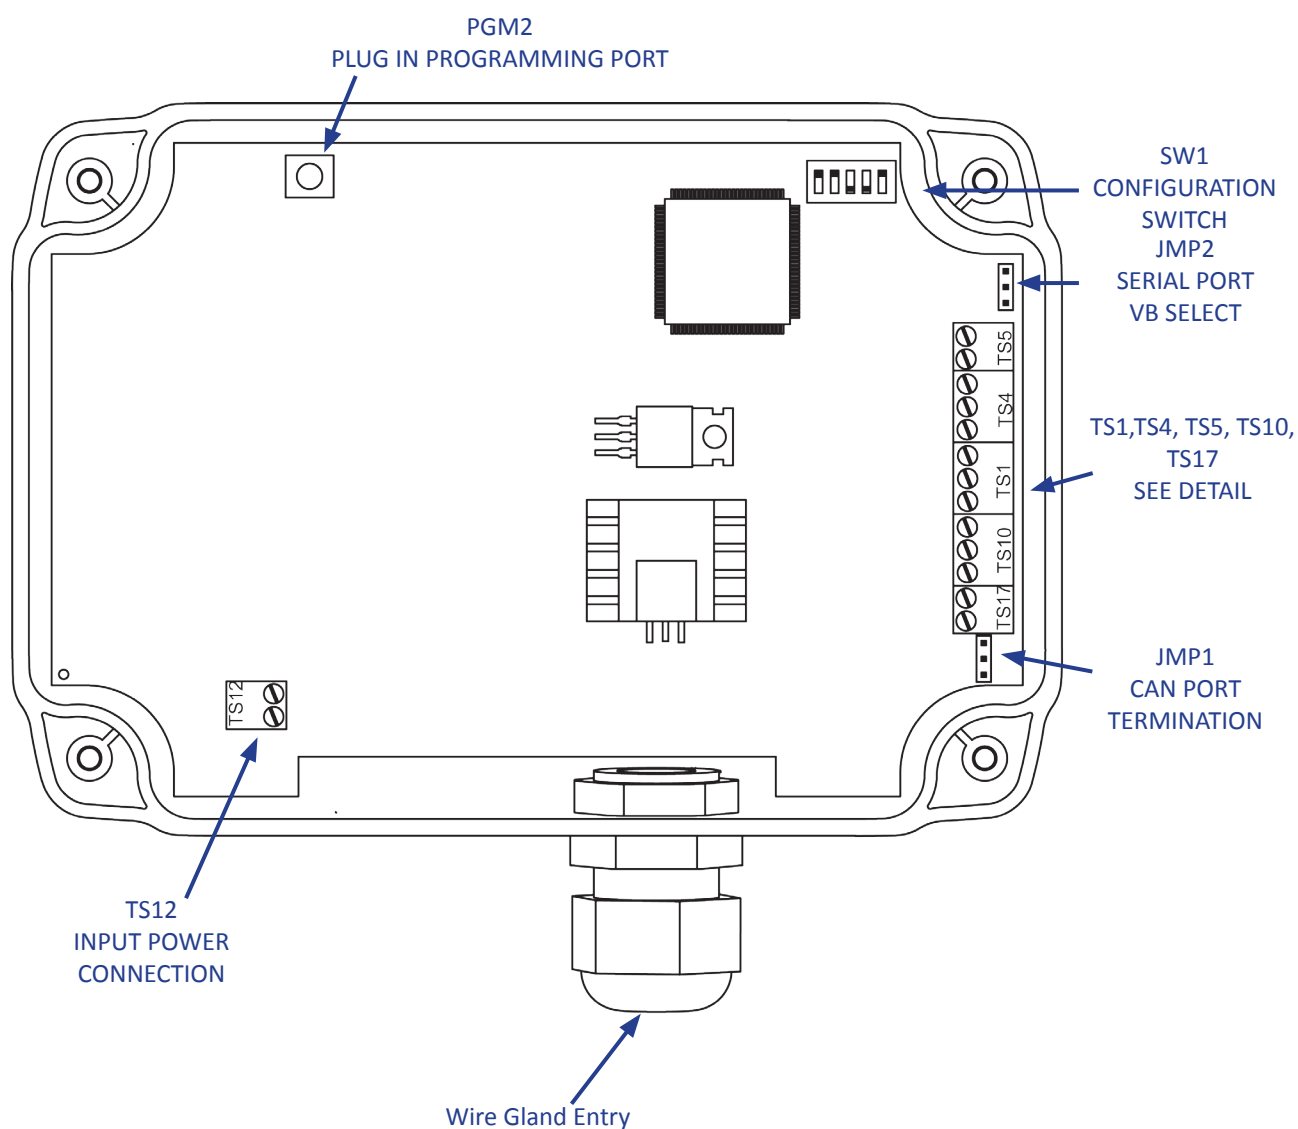 PGM2
PLUG IN PROGRAMMING PORT
SW1
CONFIGURATION
SWITCH
JMP2
SERIAL PORT
VB SELECT
TS5
TS4
TS1
TS10
TS17
TS1,TS4, TS5, TS10,
TS17
SEE DETAIL
JMP1
CAN PORT
TERMINATION
TS12
TS12
INPUT POWER
CONNECTION
Wire Gland Entry